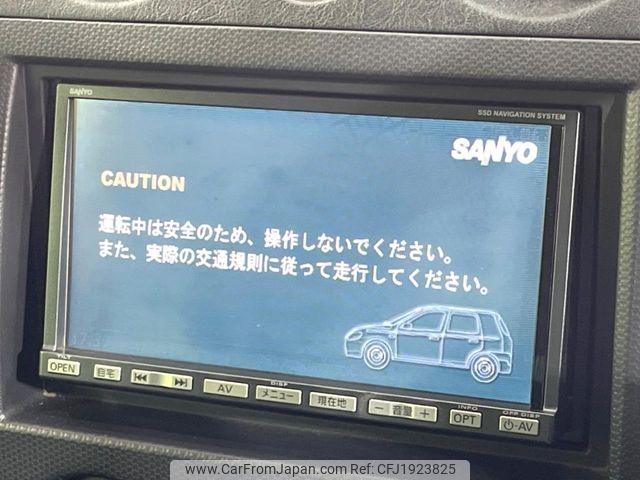 SANYO
SSD NAVIGATION SYSTEM
SANYO
CAUTION
運転中は安全のため、操作しないでください。
また、実際の交通規則に従って走行してください。
TILT
OPEN
自宅
AV
DISP
メニュー
現在地
− 音量 +
INFO
OPT
OFF DISP
⏻-AV
www.CarFromJapan.com Ref: CFJ1923825